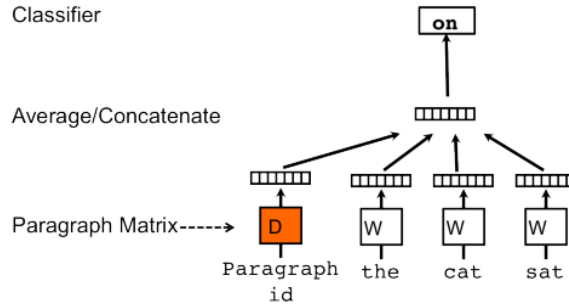 Classifier
on
Average/Concatenate
Paragraph Matrix
D
W
W
W
Paragraph
id
the
cat
sat